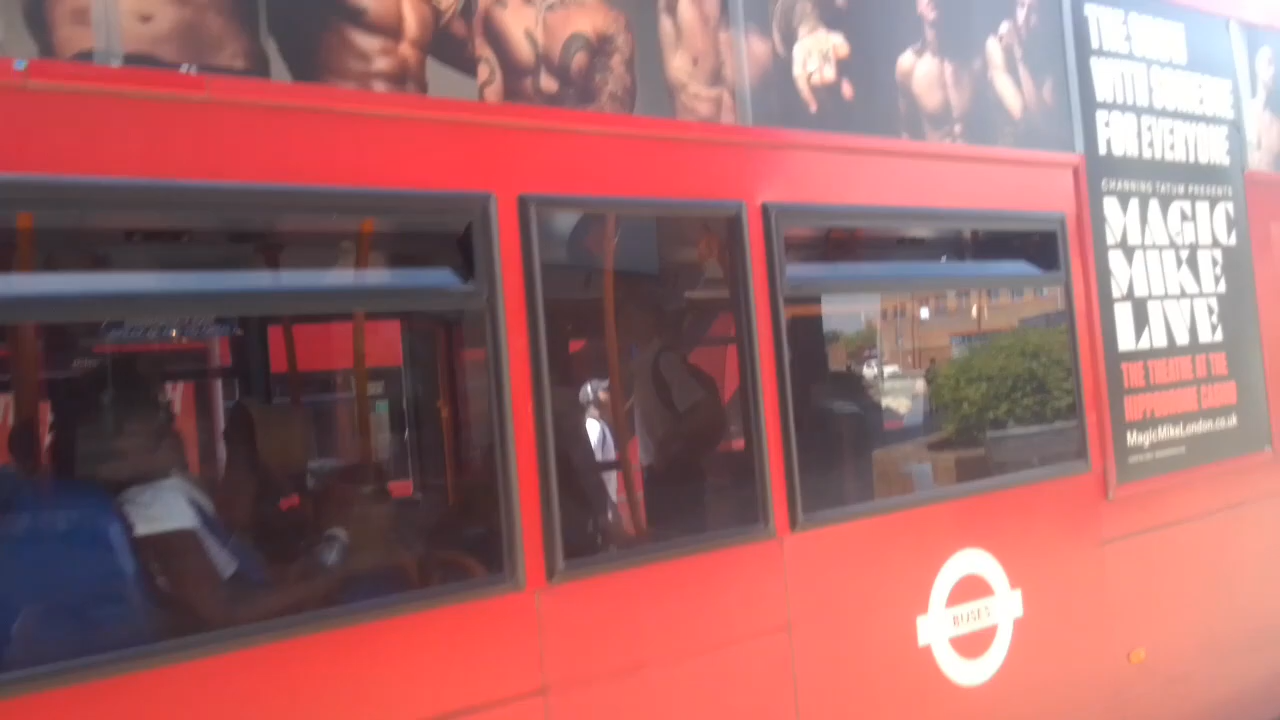 THE SHOW
WITH SOMEONE
FOR EVERYONE
CHANNING TATUM PRESENTS
MAGIC
MIKE
LIVE
THE THEATRE AT THE
HIPPODROME CASINO
MagicMikeLondon.co.uk
BUSES